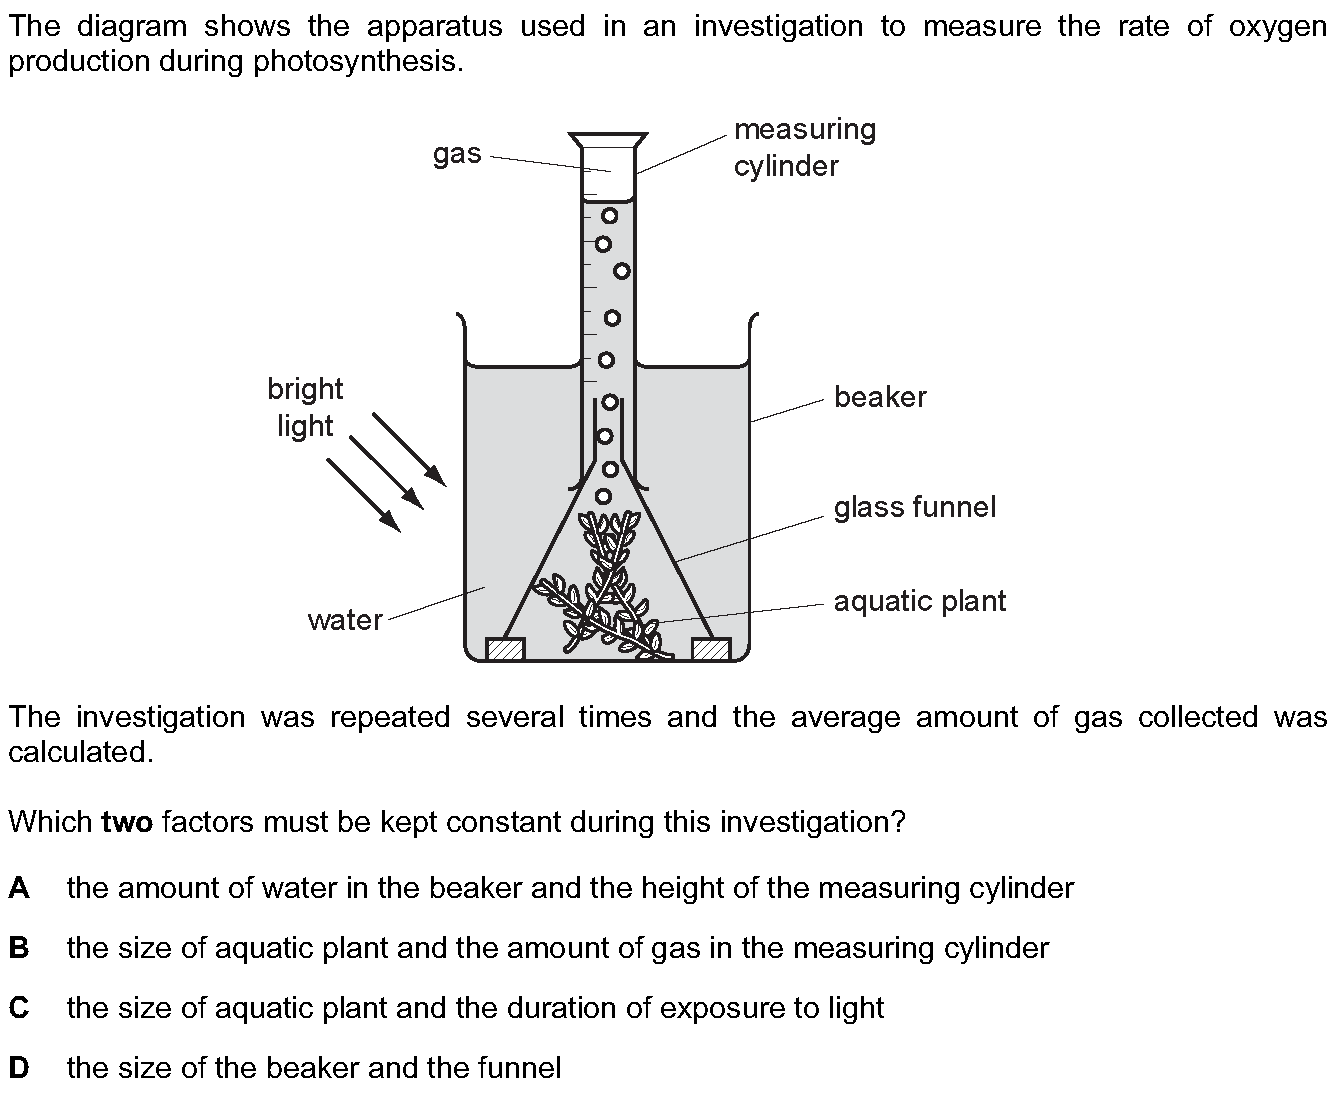 The diagram shows the apparatus used in an investigation to measure the rate of oxygen
production during photosynthesis.
gas
measuring
cylinder
bright
light
beaker
glass funnel
aquatic plant
water
The investigation was repeated several times and the average amount of gas collected was
calculated.
Which two factors must be kept constant during this investigation?
A the amount of water in the beaker and the height of the measuring cylinder
B the size of aquatic plant and the amount of gas in the measuring cylinder
C the size of aquatic plant and the duration of exposure to light
D the size of the beaker and the funnel